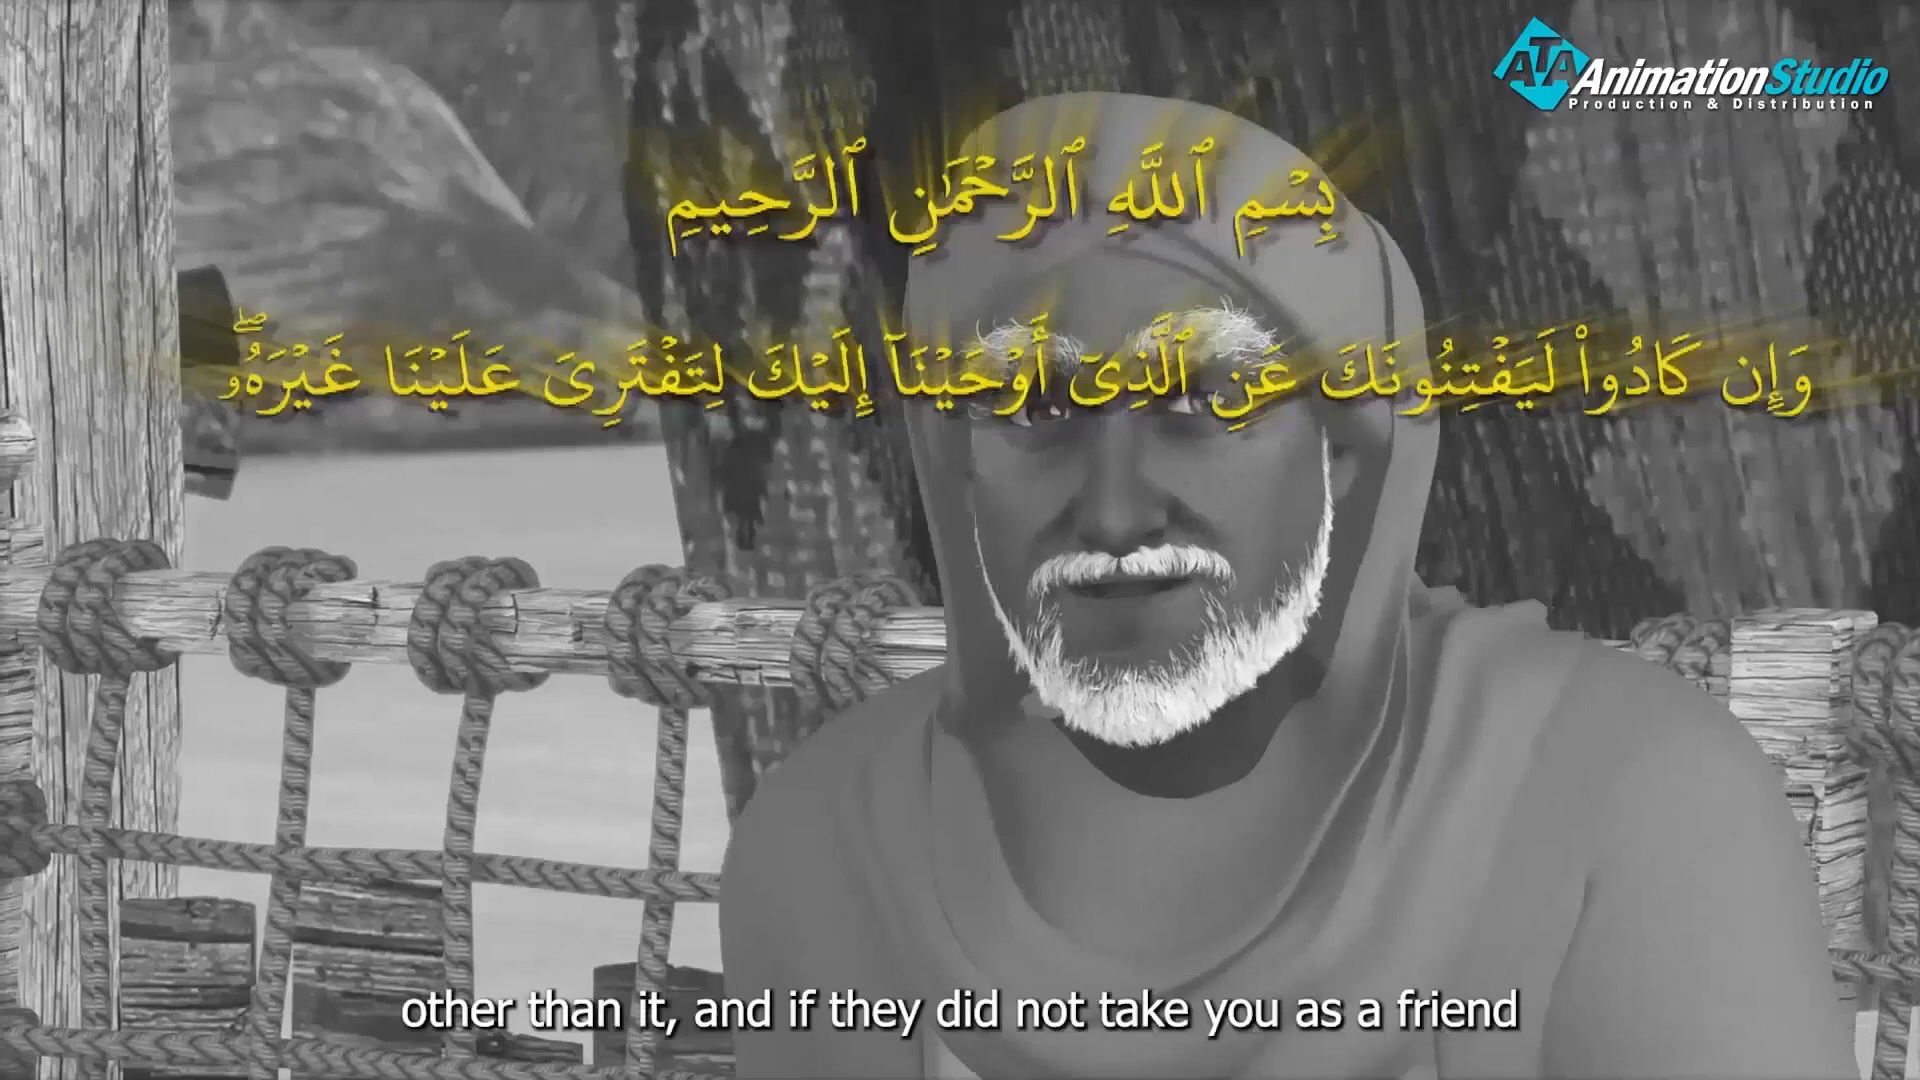 ATA AnimationStudio
Production & Distribution
بِسْمِ ٱللَّهِ ٱلرَّحْمَٰنِ ٱلرَّحِيمِ
وَإِن كَادُوا۟ لَيَفْتِنُونَكَ عَنِ ٱلَّذِىٓ أَوْحَيْنَآ إِلَيْكَ لِتَفْتَرِىَ عَلَيْنَا غَيْرَهُۥ ۖ
other than it, and if they did not take you as a friend